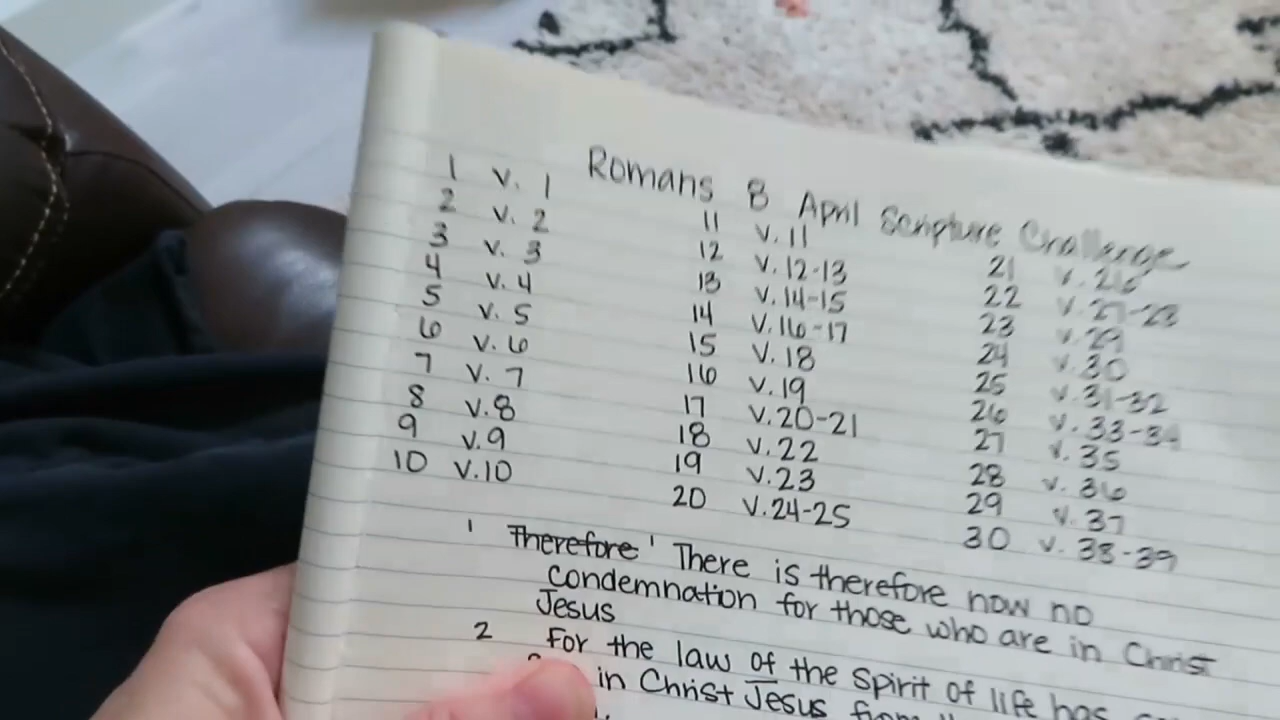 Romans 8 April Scripture Challenge
1 v. 1
2 v. 2
3 v. 3
4 v. 4
5 v. 5
6 v. 6
7 v. 7
8 v. 8
9 v. 9
10 v. 10
11 v. 11
12 v. 12-13
13 v. 14-15
14 v. 16-17
15 v. 18
16 v. 19
17 v. 20-21
18 v. 22
19 v. 23
20 v. 24-25
21 v. 26
22 v. 27-28
23 v. 29
24 v. 30
25 v. 31-32
26 v. 33-34
27 v. 35
28 v. 36
29 v. 37
30 v. 38-39
1 Therefore ' There is therefore now no
condemnation for those who are in Christ
Jesus
2 For the law of the Spirit of life has
in Christ Jesus from